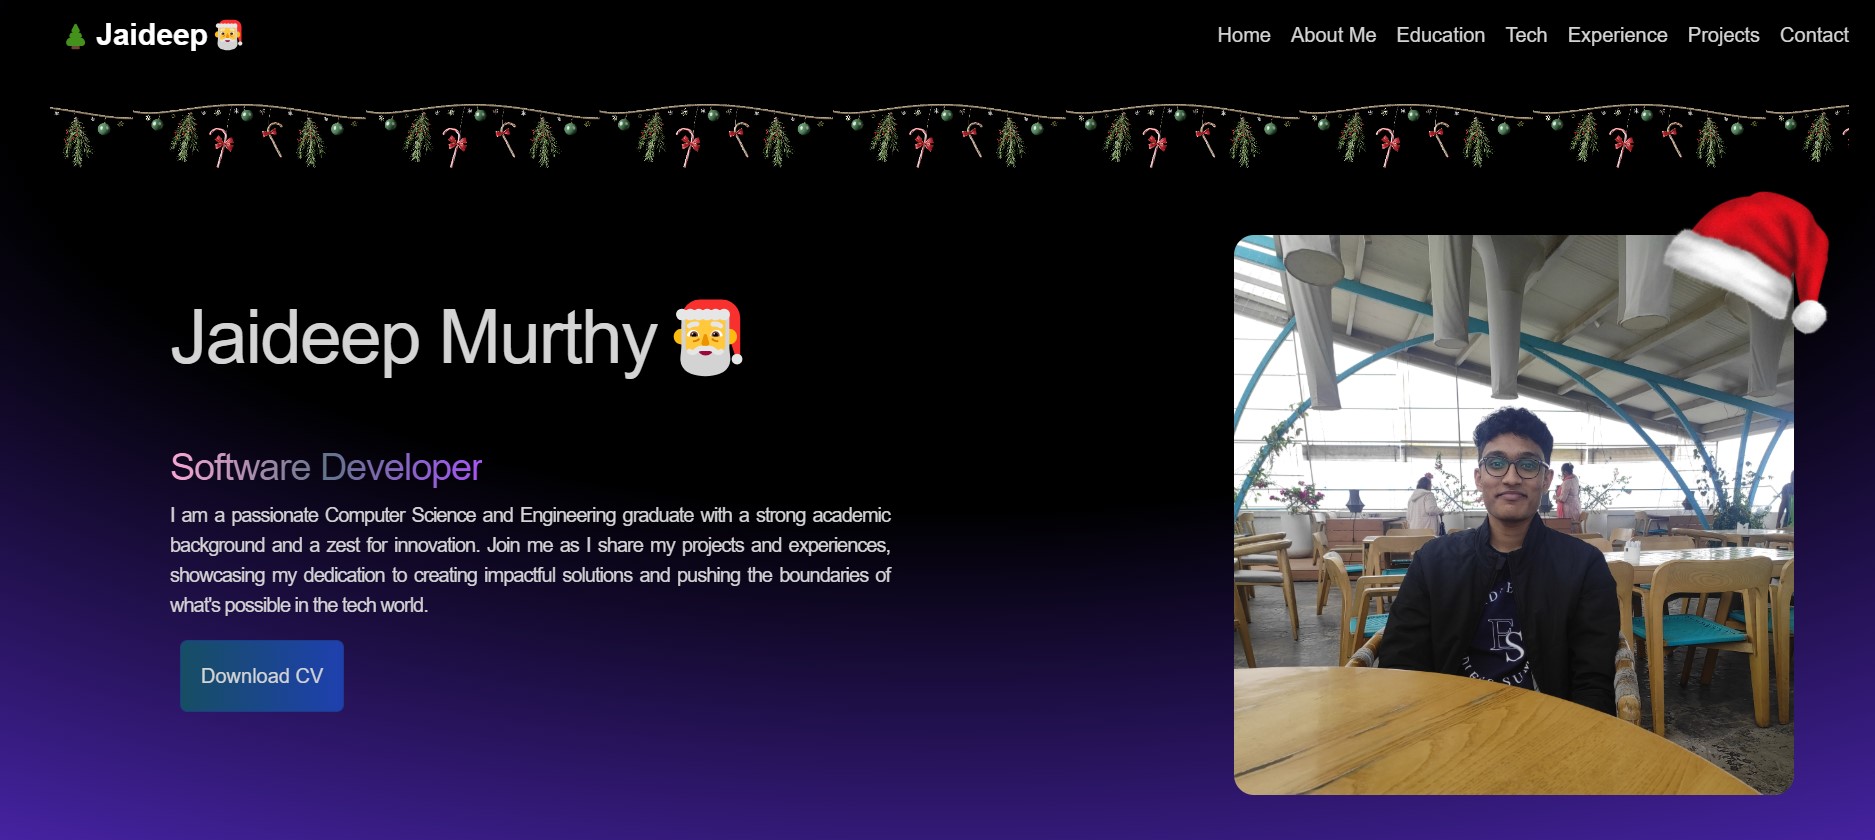 Jaideep
Home About Me Education Tech Experience Projects Contact
Jaideep Murthy
Software Developer
I am a passionate Computer Science and Engineering graduate with a strong academic
background and a zest for innovation. Join me as I share my projects and experiences,
showcasing my dedication to creating impactful solutions and pushing the boundaries of
what's possible in the tech world.
Download CV
ES